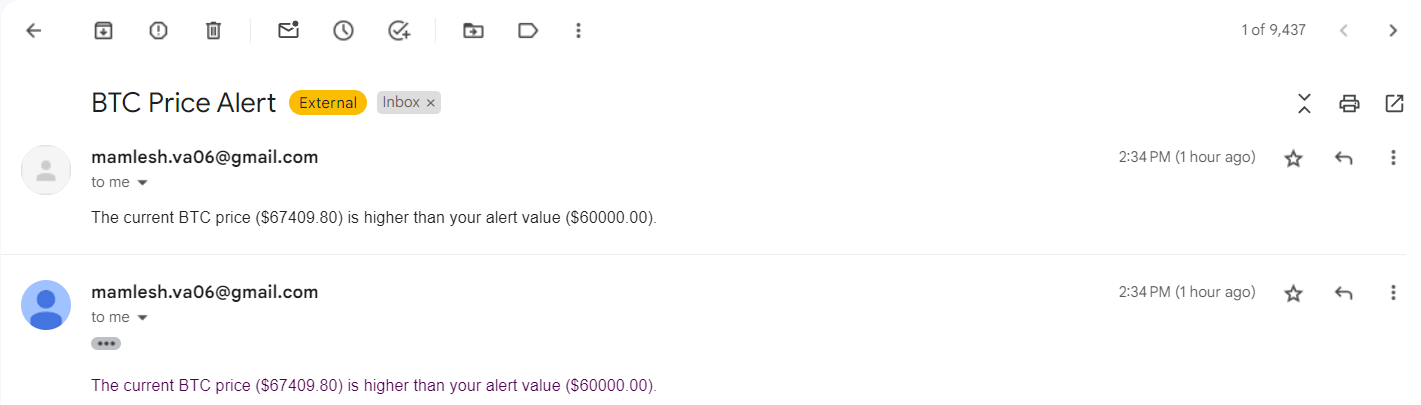 1 of 9,437
BTC Price Alert External Inbox ×
mamlesh.va06@gmail.com 2:34 PM (1 hour ago)
to me
The current BTC price ($67409.80) is higher than your alert value ($60000.00).
mamlesh.va06@gmail.com 2:34 PM (1 hour ago)
to me
The current BTC price ($67409.80) is higher than your alert value ($60000.00).